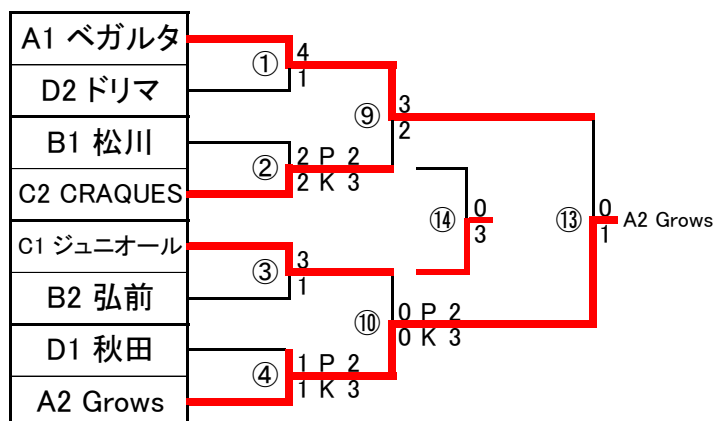 A1 ベガルタ
D2 ドリマ
B1 松川
C2 CRAQUES
C1 ジュニオール
B2 弘前
D1 秋田
A2 Grows
① 4
1
② 2 P 2
2 K 3
③ 3
1
④ 1 P 2
1 K 3
⑨ 3
2
⑩ 0 P 2
0 K 3
⑭ 0
3
⑬ 0
1
A2 Grows